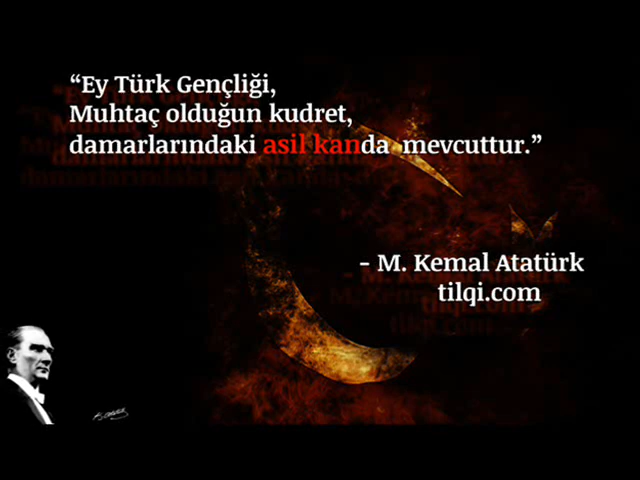 “Ey Türk Gençliği,
Muhtaç olduğun kudret,
damarlarındaki asil kanda mevcuttur.”
- M. Kemal Atatürk
tilqi.com